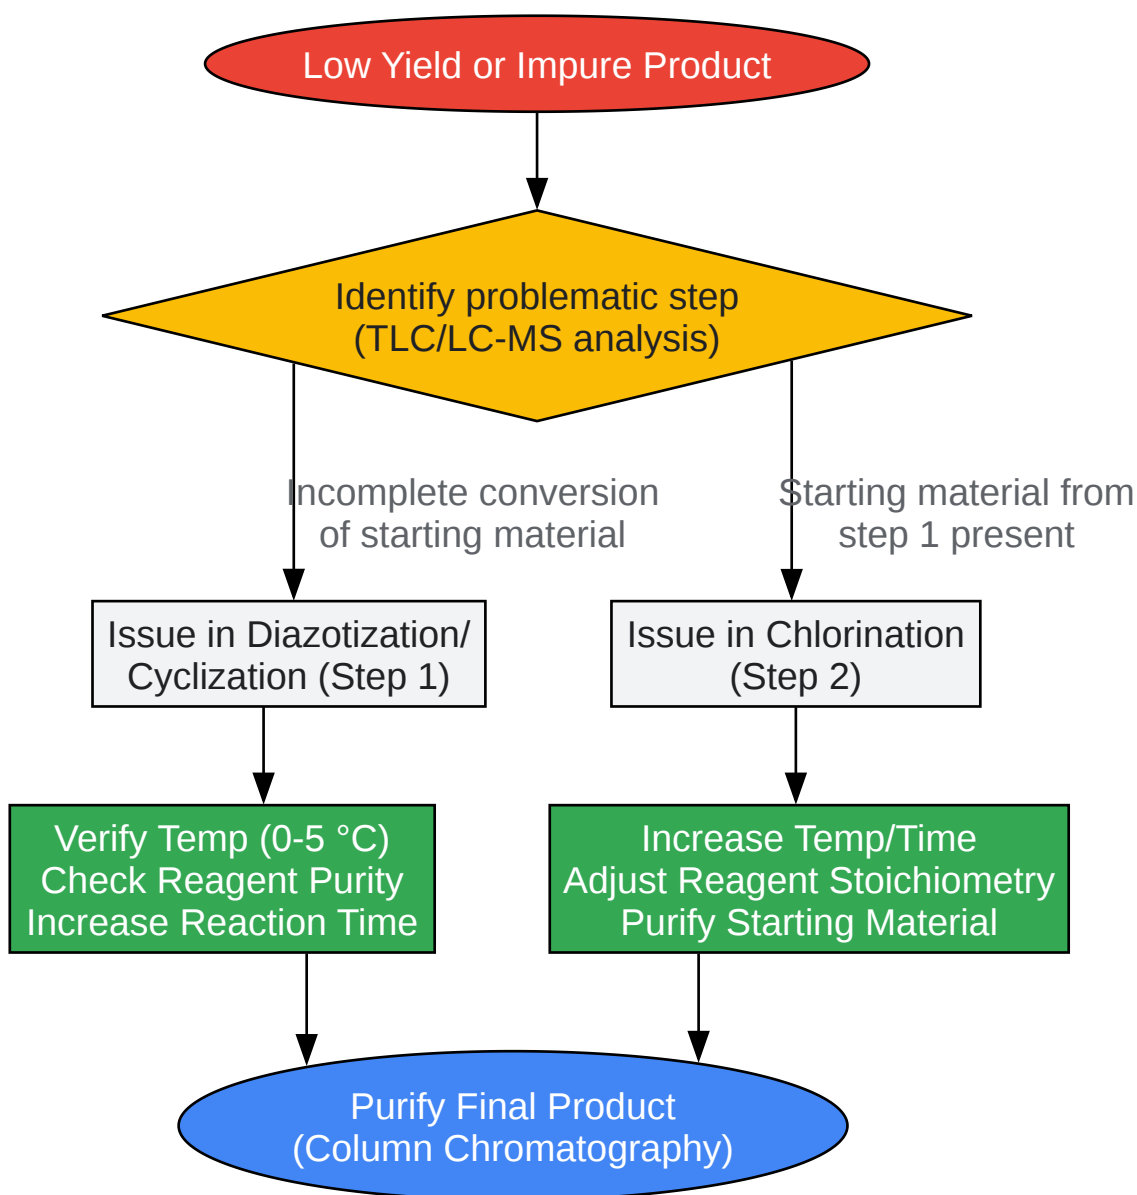 Low Yield or Impure Product
Identify problematic step
(TLC/LC-MS analysis)
Incomplete conversion
of starting material
Starting material from
step 1 present
Issue in Diazotization/
Cyclization (Step 1)
Issue in Chlorination
(Step 2)
Verify Temp (0-5 °C)
Check Reagent Purity
Increase Reaction Time
Increase Temp/Time
Adjust Reagent Stoichiometry
Purify Starting Material
Purify Final Product
(Column Chromatography)